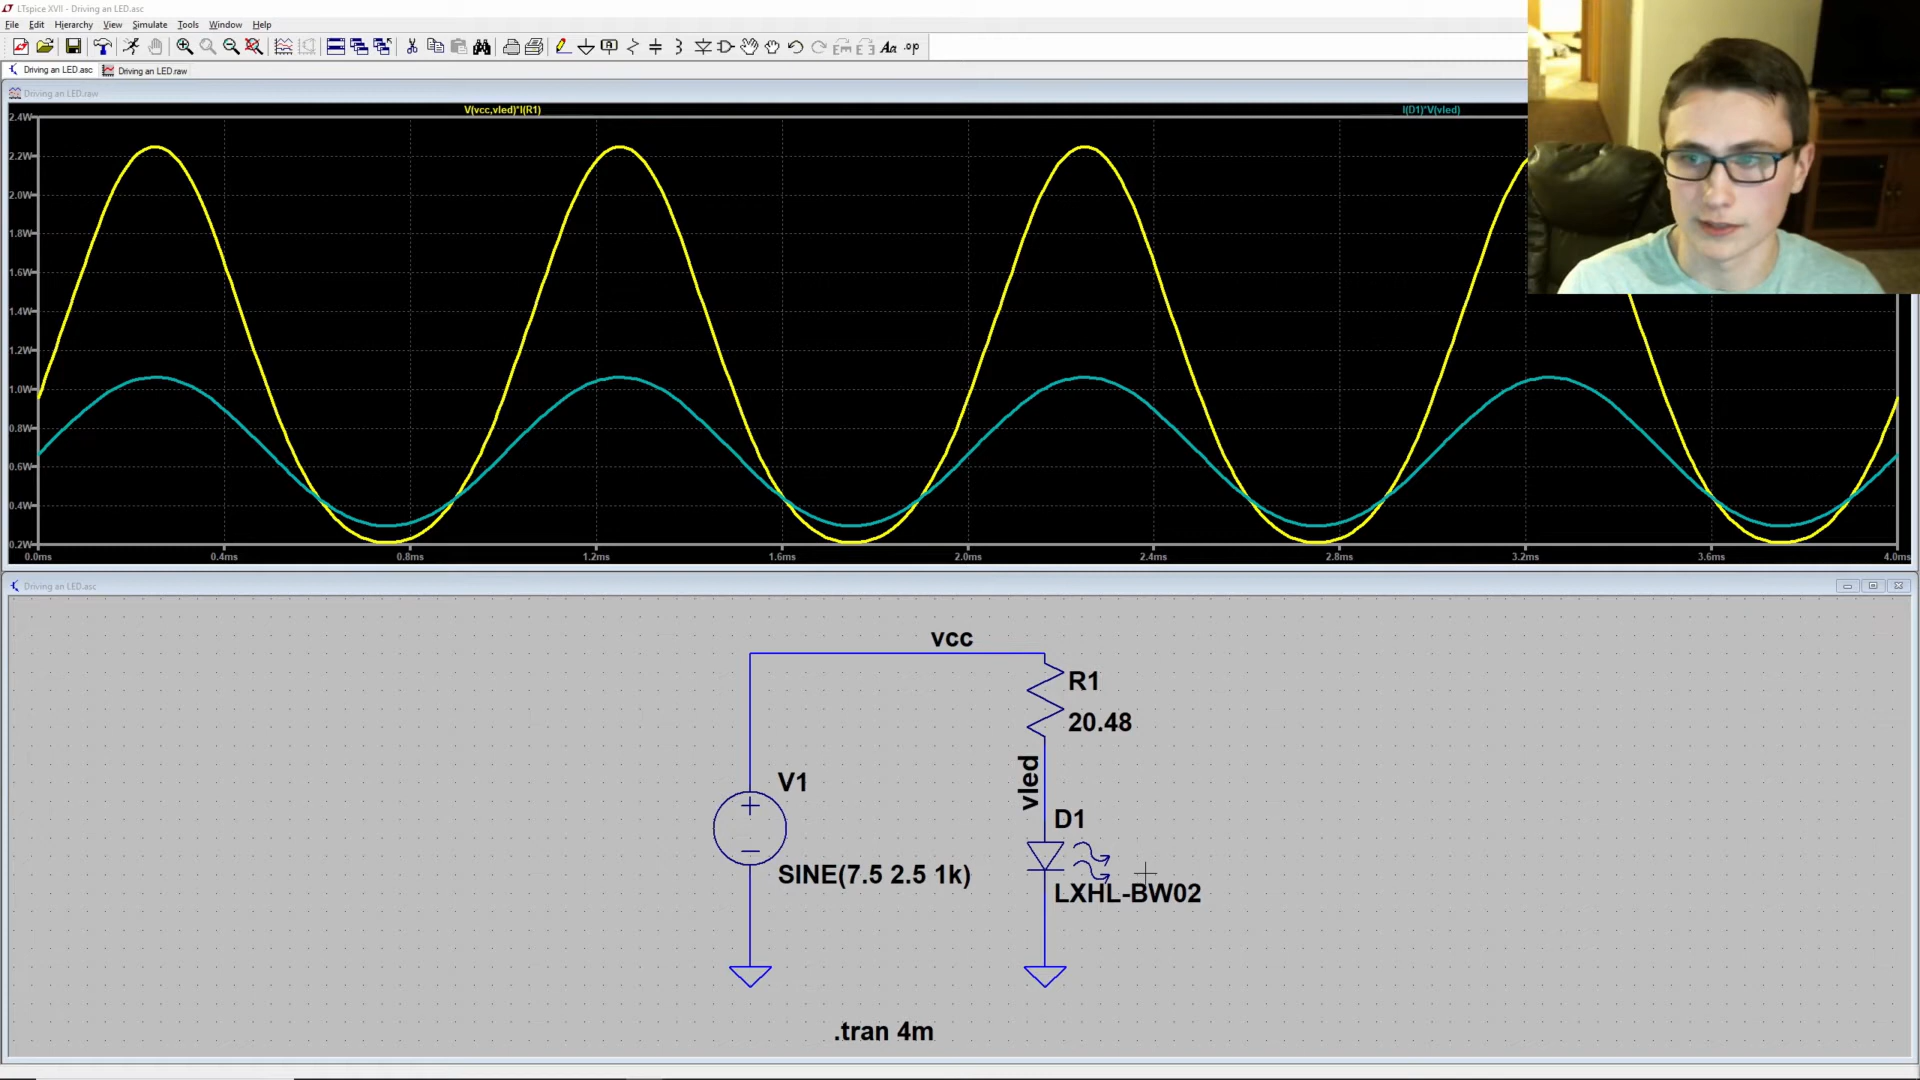 LTspice XVII - Driving an LED.asc
File Edit Hierarchy View Simulate Tools Window Help
Aa .op
Driving an LED.asc Driving an LED.raw
Driving an LED.raw
V(vcc,vled)*I(R1) I(D1)*V(vled)
2.4W
2.2W
2.0W
1.8W
1.6W
1.4W
1.2W
1.0W
0.8W
0.6W
0.4W
0.2W
0.0ms 0.4ms 0.8ms 1.2ms 1.6ms 2.0ms 2.4ms 2.8ms 3.2ms 3.6ms 4.0ms
Driving an LED.asc
vcc
R1
20.48
vled
V1
D1
SINE(7.5 2.5 1k)
LXHL-BW02
.tran 4m